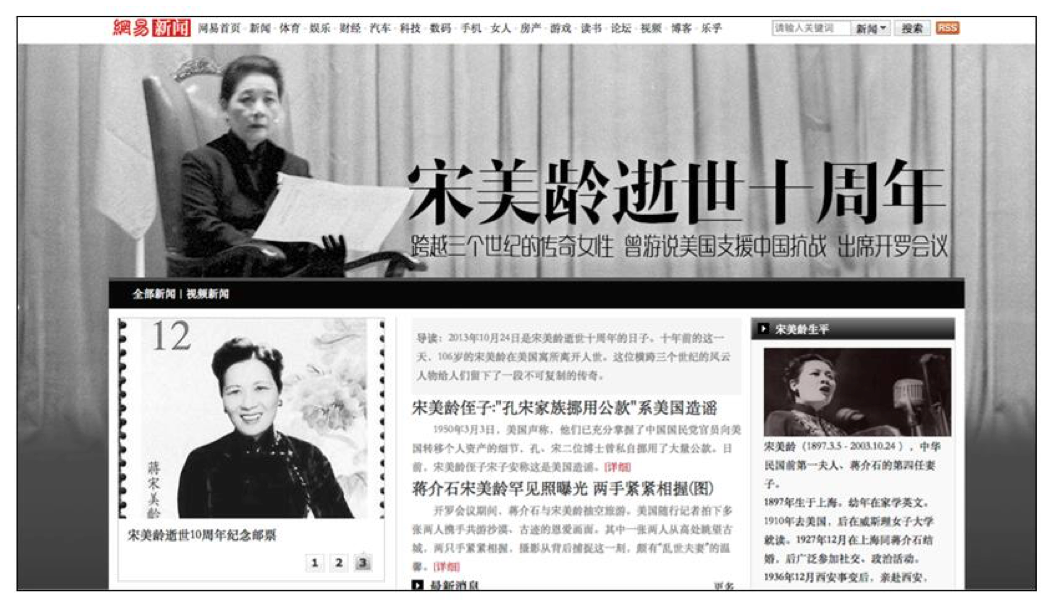 網易 新闻 网易首页 - 新闻 - 体育 - 娱乐 - 财经 - 汽车 - 科技 - 数码 - 手机 - 女人 - 房产 - 游戏 - 读书 - 论坛 - 视频 - 博客 - 乐乎 请输入关键词 新闻 搜索 RSS
宋美龄逝世十周年
跨越三个世纪的传奇女性 曾游说美国支援中国抗战 出席开罗会议
全部新闻 | 视频新闻
12
蒋宋美龄
宋美龄逝世10周年纪念邮票
1 2 3
导读：2013年10月24日是宋美龄逝世十周年的日子。十年前的这一
天，106岁的宋美龄在美国寓所离开人世。这位横跨三个世纪的风云
人物给人们留下了一段不可复制的传奇。
宋美龄侄子:"孔宋家族挪用公款"系美国造谣
1950年3月3日，美国声称，他们已充分掌握了中国国民党官员向美
国转移个人资产的细节，孔、宋二位博士曾私自挪用了大量公款。日
前，宋美龄侄子宋子安称这是美国造谣。[详细]
蒋介石宋美龄罕见照曝光 两手紧紧相握(图)
开罗会议期间，蒋介石与宋美龄抽空旅游。美国随行记者拍下多
张两人携手共游沙漠、古迹的恩爱画面。其中一张两人从高处眺望古
城，两只手紧紧相握，摄影从背后捕捉这一刻，颇有"乱世夫妻"的温
馨。[详细]
最新消息 更多
宋美龄生平
宋美龄（1897.3.5 - 2003.10.24 ），中华
民国前第一夫人、蒋介石的第四任妻
子。
1897年生于上海。幼年在家学英文。
1910年去美国，后在威斯理女子大学
就读。1927年12月在上海同蒋介石结
婚，后广泛参加社交、政治活动。
1936年12月西安事变后，亲赴西安，